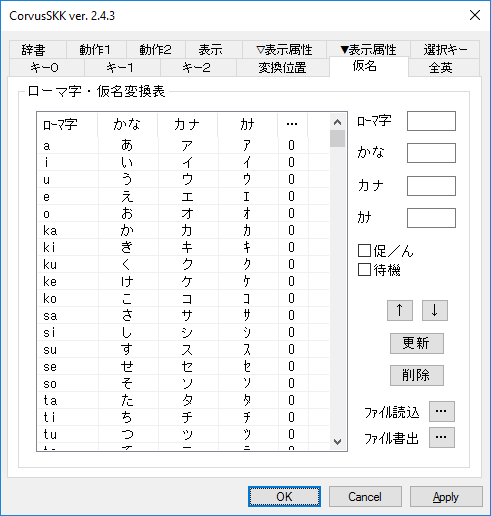 CorvusSKK ver. 2.4.3
辞書 動作1 動作2 表示 ▽表示属性 ▼表示属性 選択キー
キー0 キー1 キー2 変換位置 仮名 全英
ローマ字・仮名変換表
ﾛｰﾏ字 かな カナ ｶﾅ …
a あ ア ｱ 0
i い イ ｲ 0
u う ウ ｳ 0
e え エ ｴ 0
o お オ ｵ 0
ka か カ ｶ 0
ki き キ ｷ 0
ku く ク ｸ 0
ke け ケ ｹ 0
ko こ コ ｺ 0
sa さ サ ｻ 0
si し シ ｼ 0
su す ス ｽ 0
se せ セ ｾ 0
so そ ソ ｿ 0
ta た タ ﾀ 0
ti ち チ ﾁ 0
tu つ ツ ﾂ 0
ﾛｰﾏ字
かな
カナ
ｶﾅ
促／ん
待機
↑ ↓
更新
削除
ﾌｧｲﾙ読込 …
ﾌｧｲﾙ書出 …
OK Cancel Apply